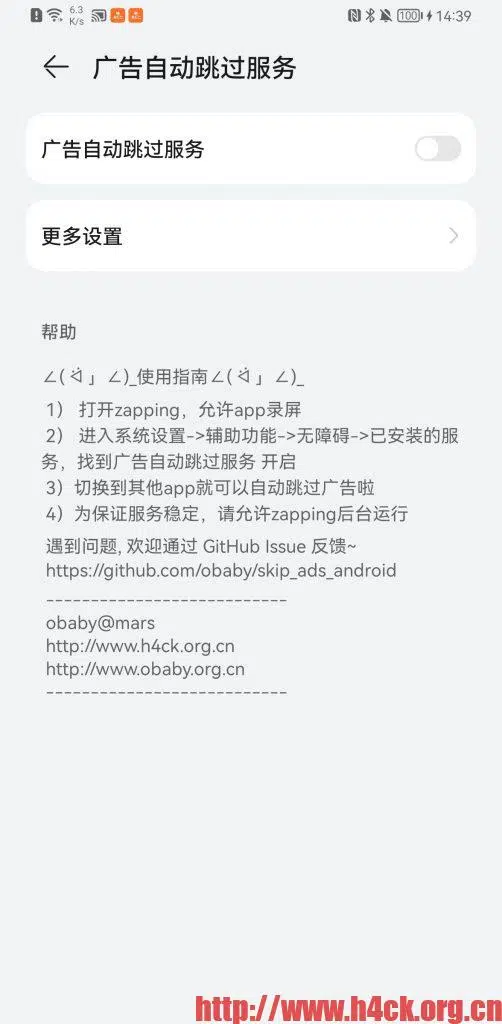 6.3
K/s
100
14:39
广告自动跳过服务
广告自动跳过服务
更多设置
帮助
∠( ᐛ 」∠)_使用指南∠( ᐛ 」∠)_
1） 打开zapping，允许app录屏
2） 进入系统设置->辅助功能->无障碍->已安装的服
务，找到广告自动跳过服务 开启
3）切换到其他app就可以自动跳过广告啦
4）为保证服务稳定，请允许zapping后台运行
遇到问题, 欢迎通过 GitHub Issue 反馈~
https://github.com/obaby/skip_ads_android
---------------------------
obaby@mars
http://www.h4ck.org.cn
http://www.obaby.org.cn
---------------------------
http://www.h4ck.org.cn